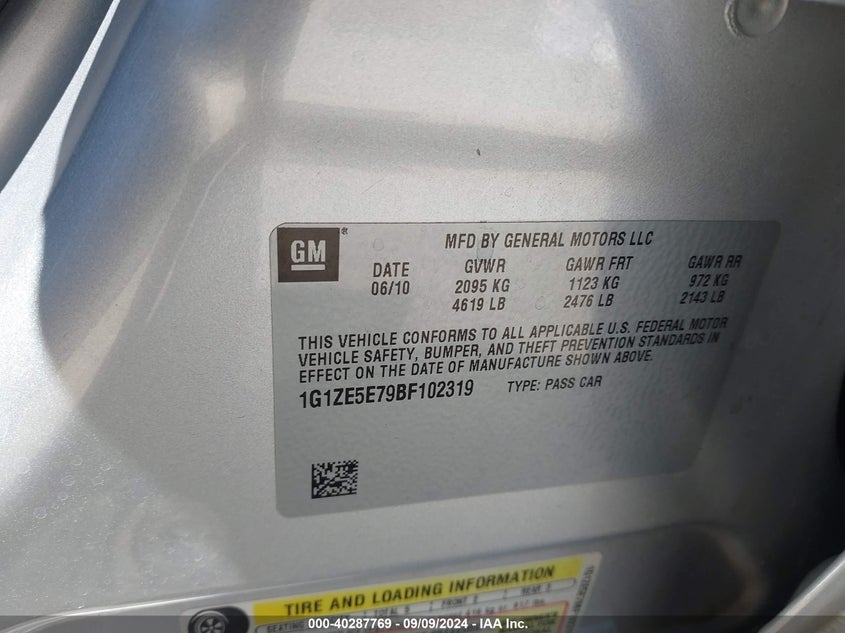 GM
MFD BY GENERAL MOTORS LLC
DATE GVWR GAWR FRT GAWR RR
06/10 2095 KG 1123 KG 972 KG
4619 LB 2476 LB 2143 LB
THIS VEHICLE CONFORMS TO ALL APPLICABLE U.S. FEDERAL MOTOR
VEHICLE SAFETY, BUMPER, AND THEFT PREVENTION STANDARDS IN
EFFECT ON THE DATE OF MANUFACTURE SHOWN ABOVE.
1G1ZE5E79BF102319 TYPE: PASS CAR
TIRE AND LOADING INFORMATION
000-40287769 - 09/09/2024 - IAA Inc.